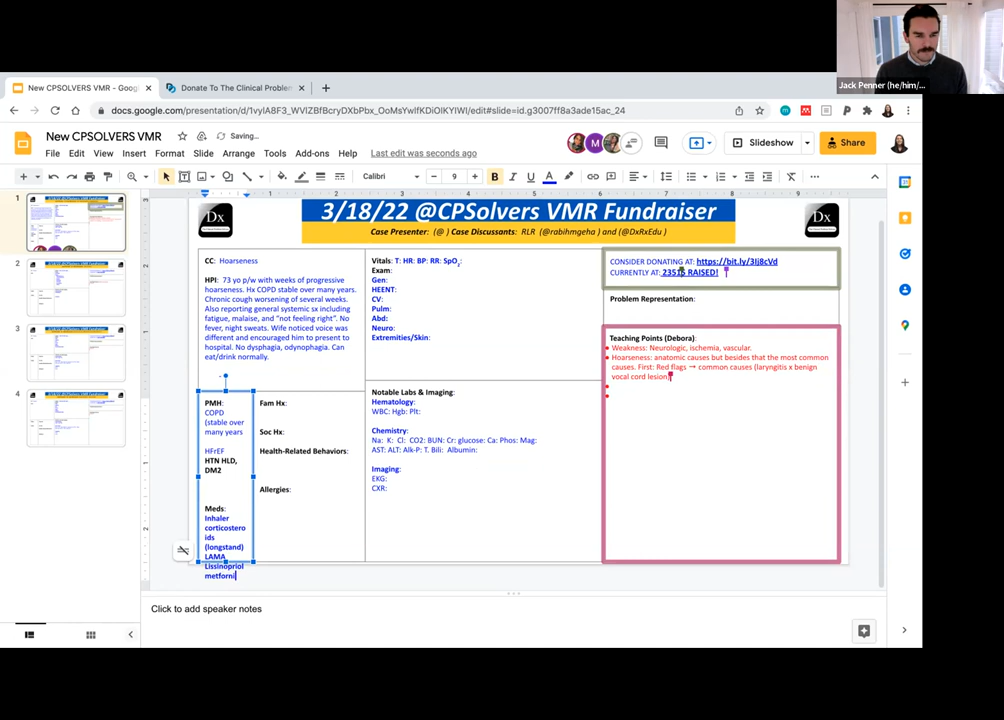 Jack Penner (he/him/...
New CPSOLVERS VMR - Goog
Donate To The Clinical Problem
docs.google.com/presentation/d/1vylA8F3_WVIZBfBcryDXbPbx_OoMsYwlfKDiOlKYIWI/edit#slide=id.g3007ff8a3ade15ac_24
New CPSOLVERS VMR
Saving...
File Edit View Insert Format Slide Arrange Tools Add-ons Help Last edit was seconds ago
Slideshow
Share
Calibri
9
3/18/22 @CPSolvers VMR Fundraiser
Case Presenter: (@ ) Case Discussants: RLR (@rabihmgeha ) and (@DxRxEdu )
Dx
Dx
CC: Hoarseness
HPI: 73 yo p/w with weeks of progressive
hoarseness. Hx COPD stable over many years.
Chronic cough worsening of several weeks.
Also reporting general systemic sx including
fatigue, malaise, and "not feeling right". No
fever, night sweats. Wife noticed voice was
different and encouraged him to present to
hospital. No dysphagia, odynophagia. Can
eat/drink normally.
PMH:
COPD
(stable over
many years
HFrEF
HTN HLD,
DM2
Meds:
Inhaler
corticostero
ids
(longstand)
LAMA
Lissinopriol
metforni
Fam Hx:
Soc Hx:
Health-Related Behaviors:
Allergies:
Vitals: T: HR: BP: RR: SpO2:
Exam:
Gen:
HEENT:
CV:
Pulm:
Abd:
Neuro:
Extremities/Skin:
Notable Labs & Imaging:
Hematology:
WBC: Hgb: Plt:
Chemistry:
Na: K: Cl: CO2: BUN: Cr: glucose: Ca: Phos: Mag:
AST: ALT: Alk-P: T. Bili: Albumin:
Imaging:
EKG:
CXR:
CONSIDER DONATING AT: https://bit.ly/3Ij8cVd
CURRENTLY AT: 2351$ RAISED!
Problem Representation:
Teaching Points (Debora):
Weakness: Neurologic, ischemia, vascular.
Hoarseness: anatomic causes but besides that the most common
causes. First: Red flags → common causes (laryngitis x benign
vocal cord lesion)
Click to add speaker notes